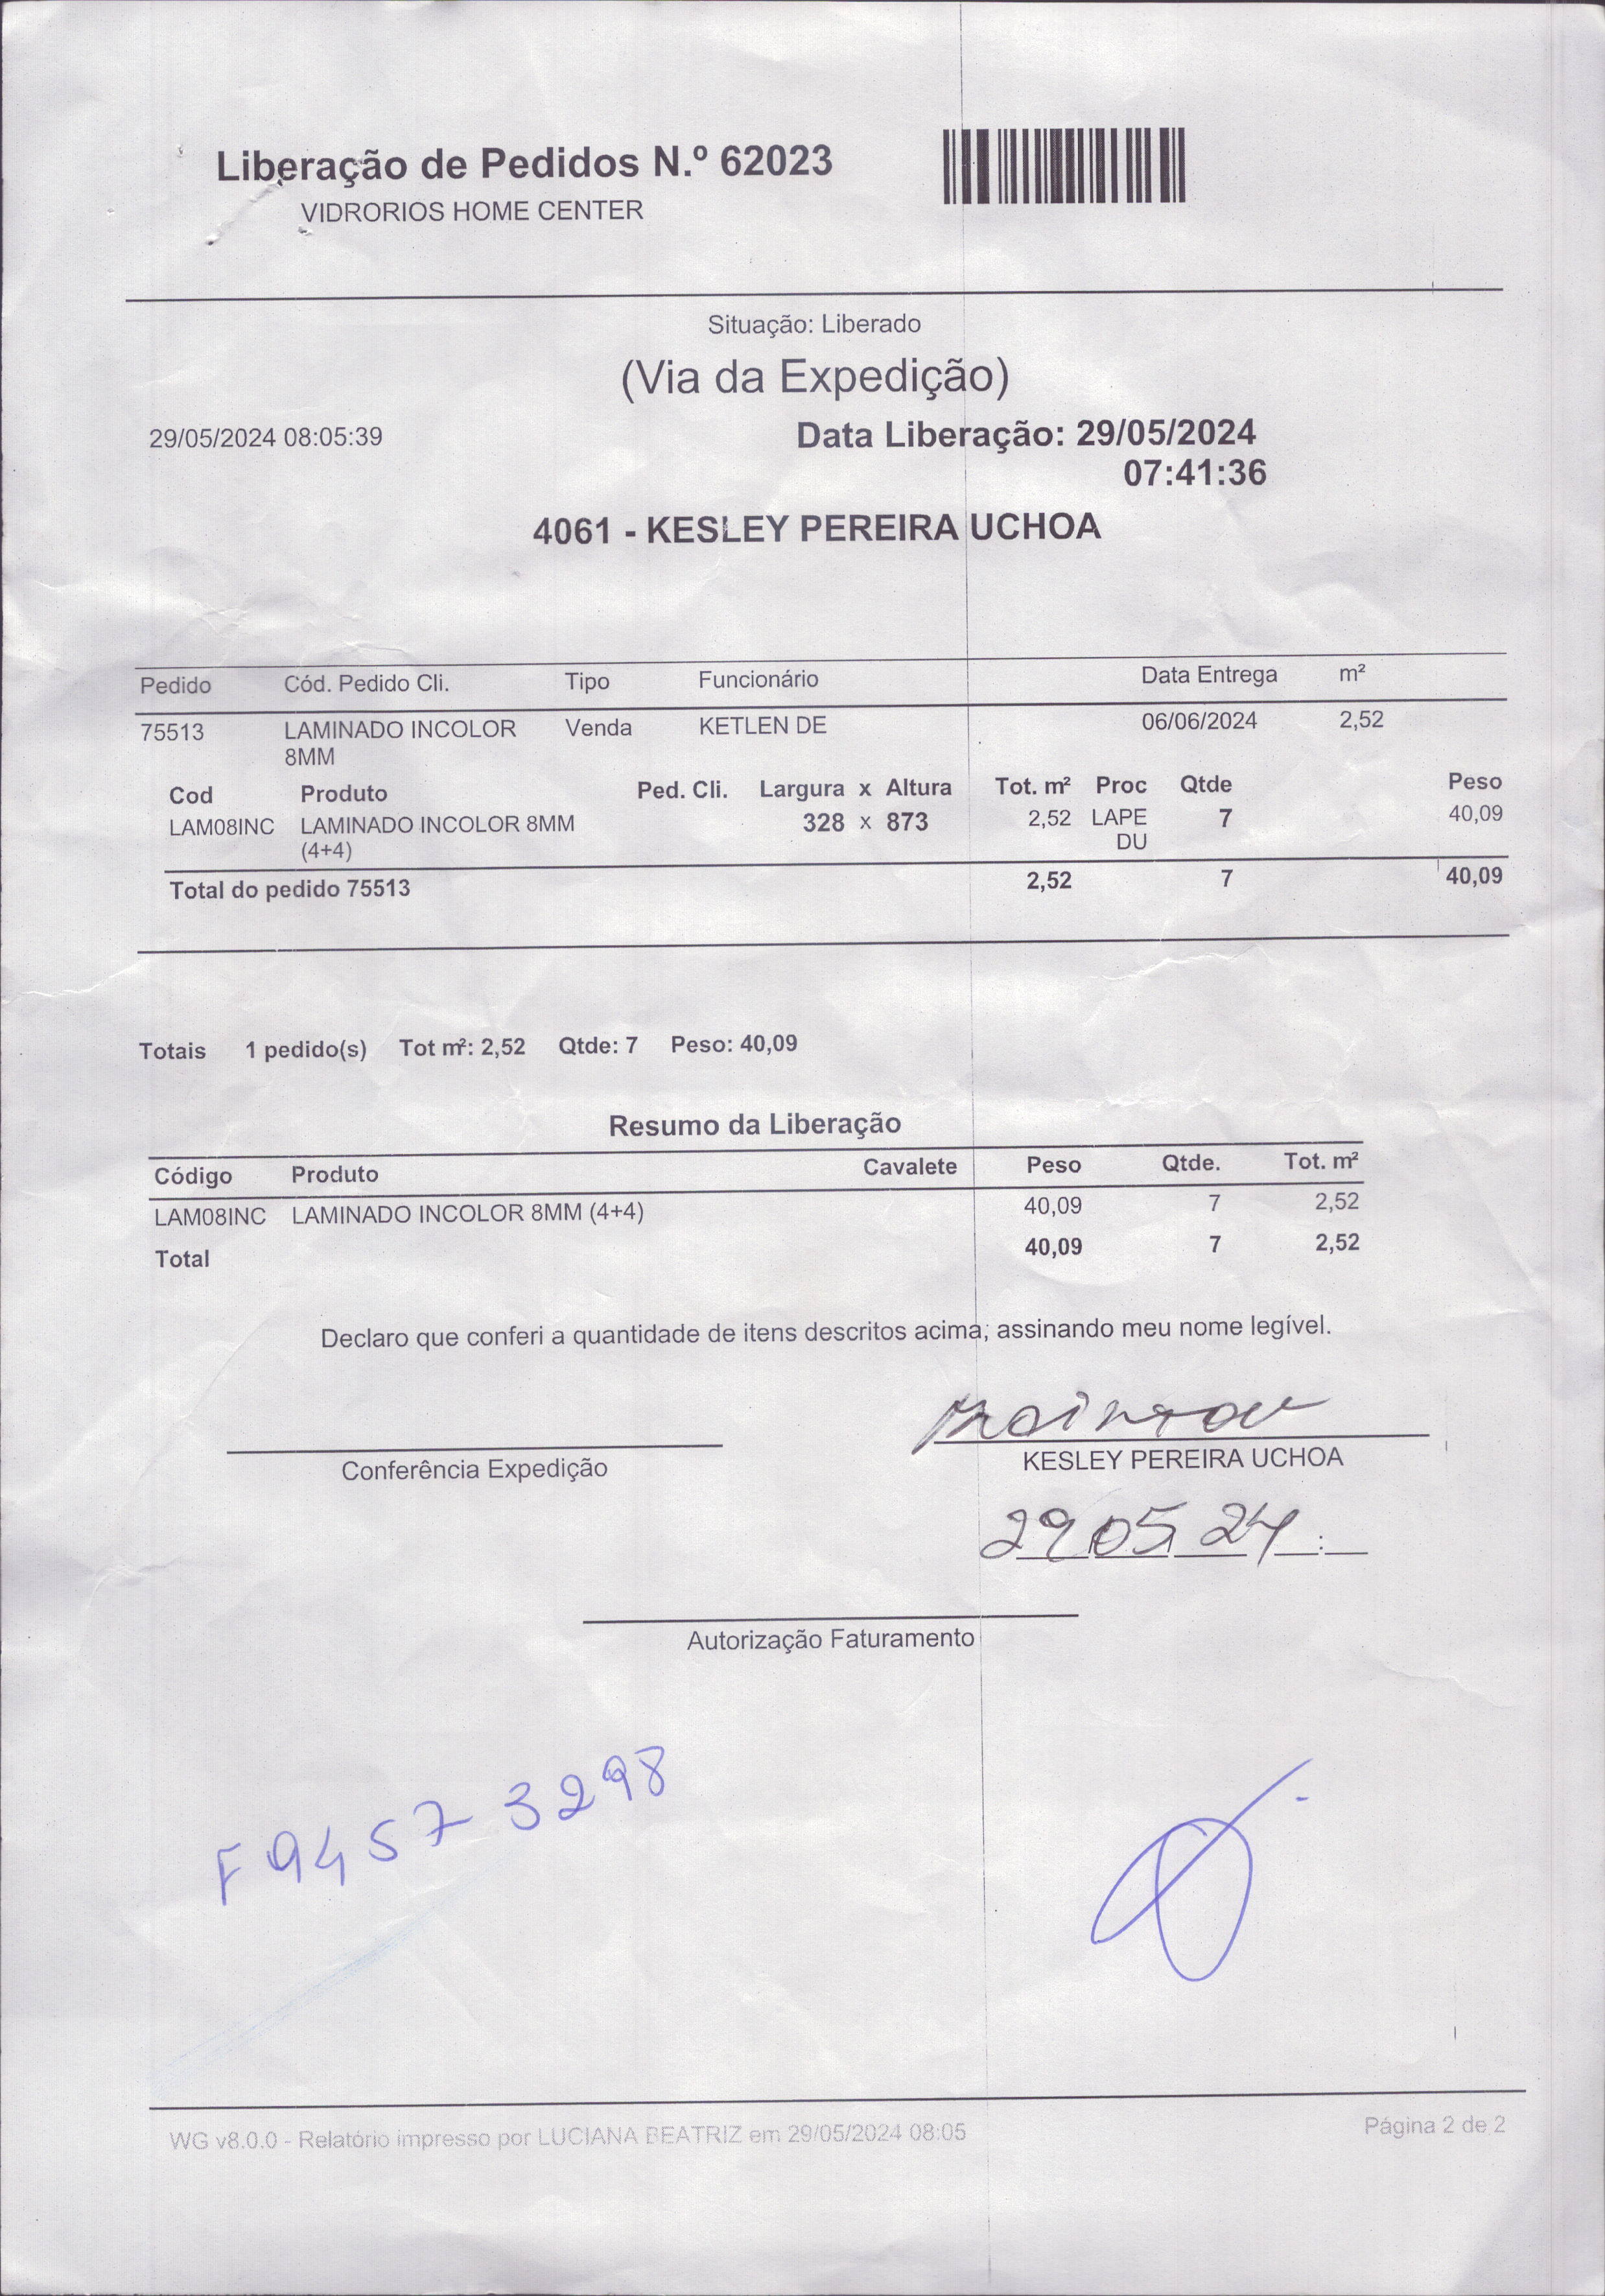 Liberação de Pedidos N.º 62023
VIDRORIOS HOME CENTER
Situação: Liberado
(Via da Expedição)
29/05/2024 08:05:39
Data Liberação: 29/05/2024
07:41:36
4061 - KESLEY PEREIRA UCHOA
Pedido Cód. Pedido Cli. Tipo Funcionário Data Entrega m²
75513 LAMINADO INCOLOR Venda KETLEN DE 06/06/2024 2,52
8MM
Cod Produto Ped. Cli. Largura x Altura Tot. m² Proc Qtde Peso
LAM08INC LAMINADO INCOLOR 8MM 328 x 873 2,52 LAPE 7 40,09
(4+4) DU
Total do pedido 75513 2,52 7 40,09
Totais 1 pedido(s) Tot m²: 2,52 Qtde: 7 Peso: 40,09
Resumo da Liberação
Código Produto Cavalete Peso Qtde. Tot. m²
LAM08INC LAMINADO INCOLOR 8MM (4+4) 40,09 7 2,52
Total 40,09 7 2,52
Declaro que conferi a quantidade de itens descritos acima, assinando meu nome legível.
Conferência Expedição
KESLEY PEREIRA UCHOA
29 05 24 :
Autorização Faturamento
F 9457 3298
WG v8.0.0 - Relatório impresso por LUCIANA BEATRIZ em 29/05/2024 08:05
Página 2 de 2